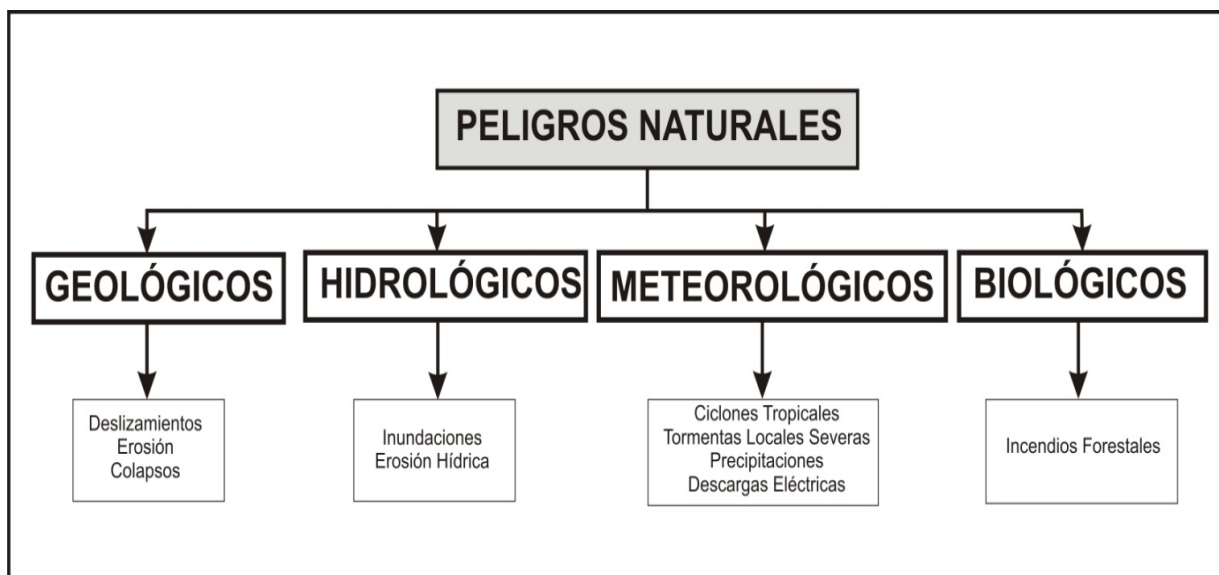 PELIGROS NATURALES
GEOLÓGICOS
HIDROLÓGICOS
METEOROLÓGICOS
BIOLÓGICOS
Deslizamientos
Erosión
Colapsos
Inundaciones
Erosión Hídrica
Ciclones Tropicales
Tormentas Locales Severas
Precipitaciones
Descargas Eléctricas
Incendios Forestales